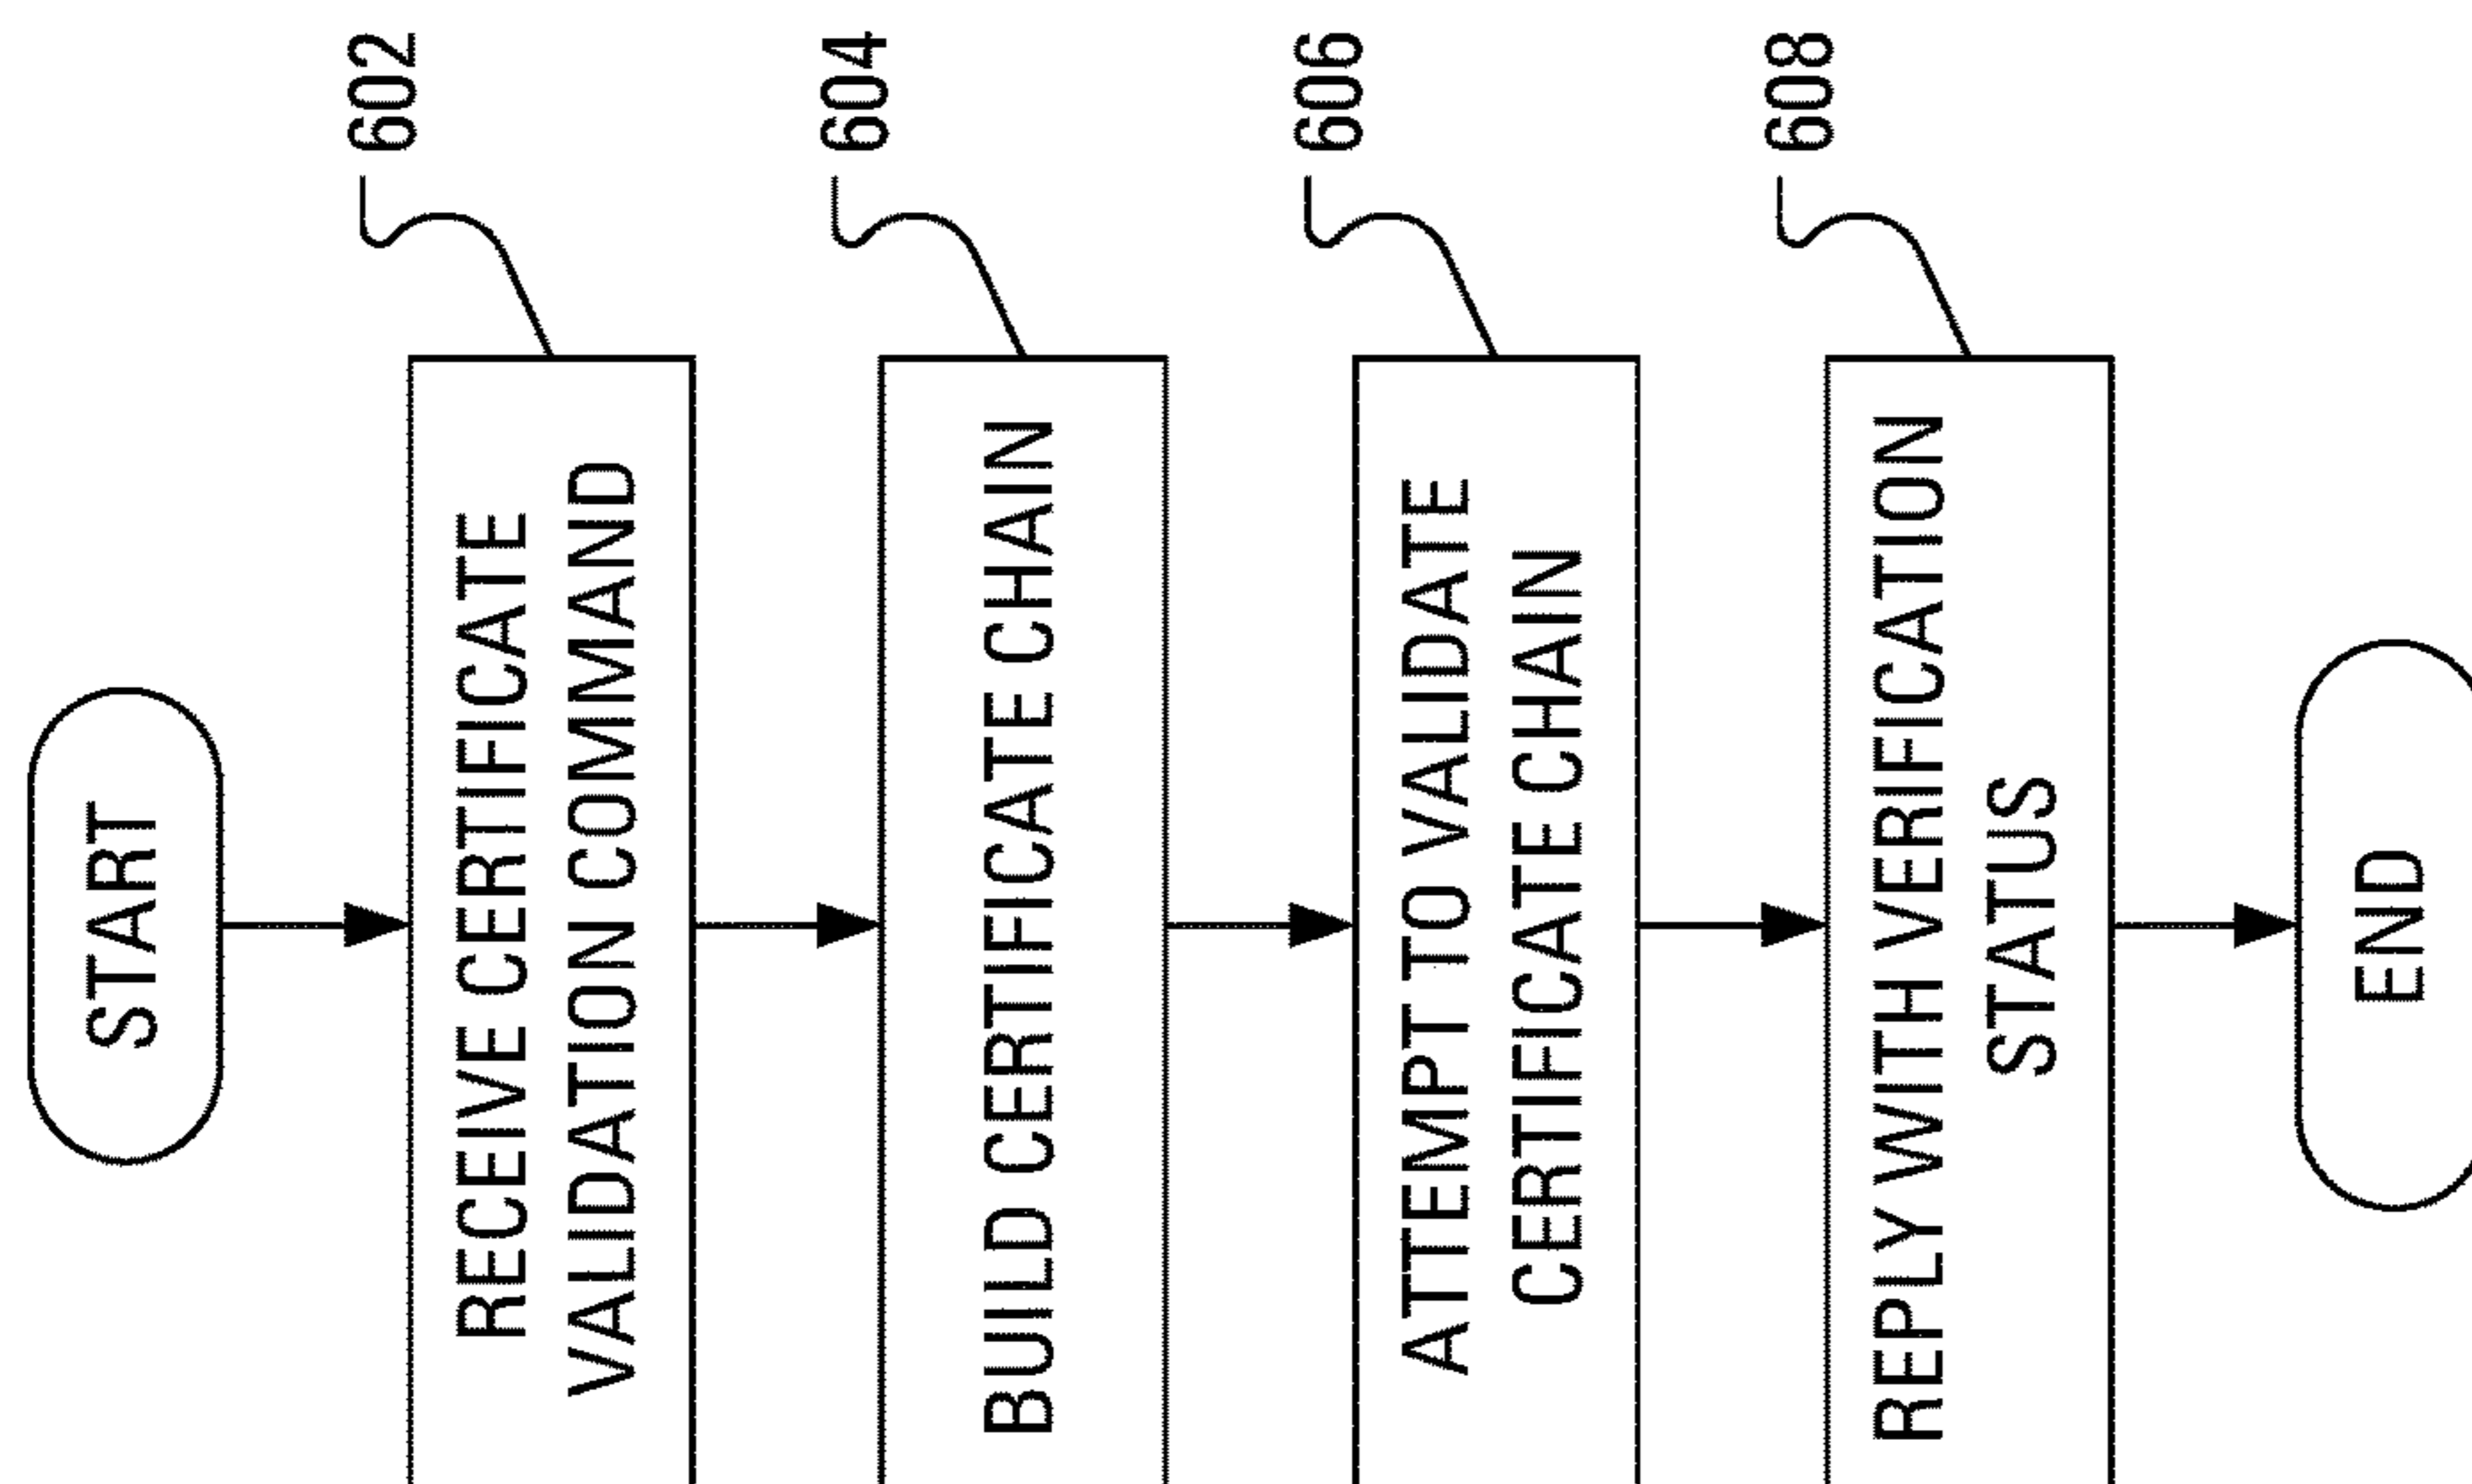 START
602
RECEIVE CERTIFICATE
VALIDATION COMMAND
604
BUILD CERTIFICATE CHAIN
606
ATTEMPT TO VALIDATE
CERTIFICATE CHAIN
608
REPLY WITH VERIFICATION
STATUS
END